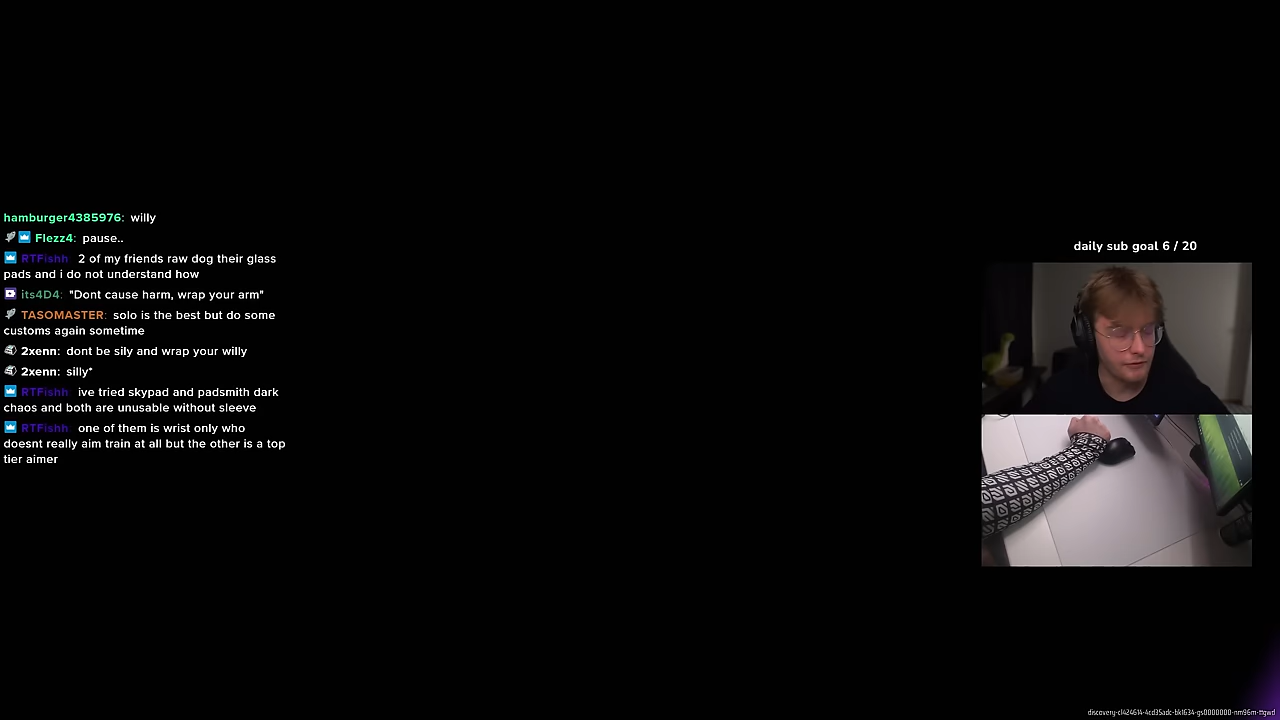 hamburger4385976: willy
Flezz4: pause..
RTFishh 2 of my friends raw dog their glass
pads and i do not understand how
its4D4: "Dont cause harm, wrap your arm"
TASOMASTER: solo is the best but do some
customs again sometime
2xenn: dont be sily and wrap your willy
2xenn: silly*
RTFishh ive tried skypad and padsmith dark
chaos and both are unusable without sleeve
RTFishh one of them is wrist only who
doesnt really aim train at all but the other is a top
tier aimer
daily sub goal 6 / 20